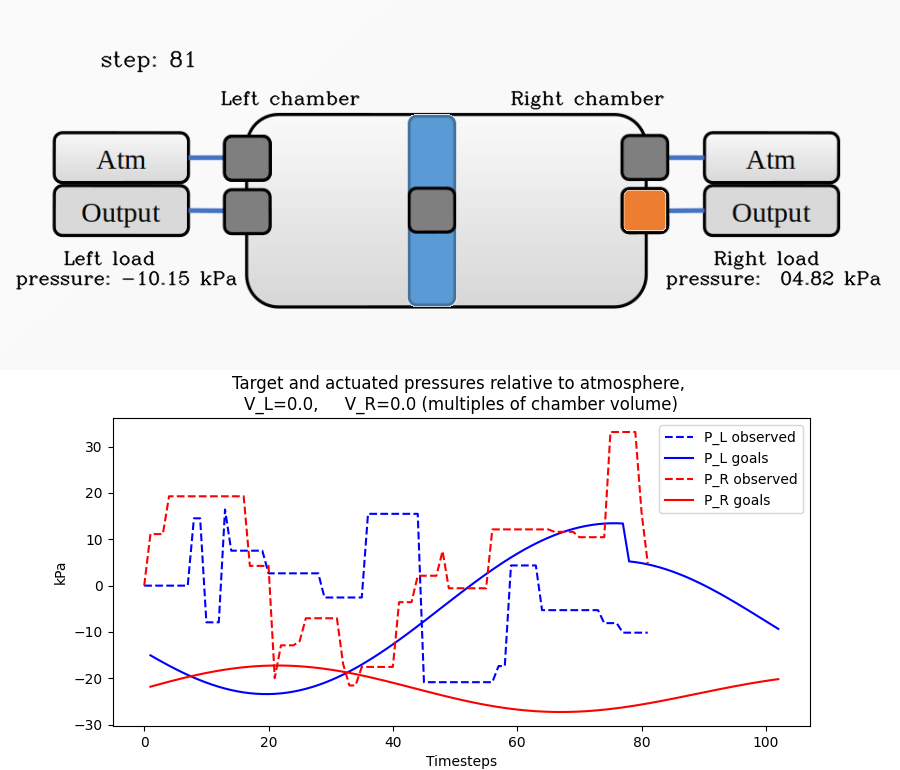 step: 81
Left chamber
Right chamber
Atm
Atm
Output
Output
Left load
pressure: −10.15 kPa
Right load
pressure: 04.82 kPa
Target and actuated pressures relative to atmosphere,
V_L=0.0, V_R=0.0 (multiples of chamber volume)
P_L observed
P_L goals
P_R observed
P_R goals
30
20
10
0
−10
−20
−30
kPa
0 20 40 60 80 100
Timesteps